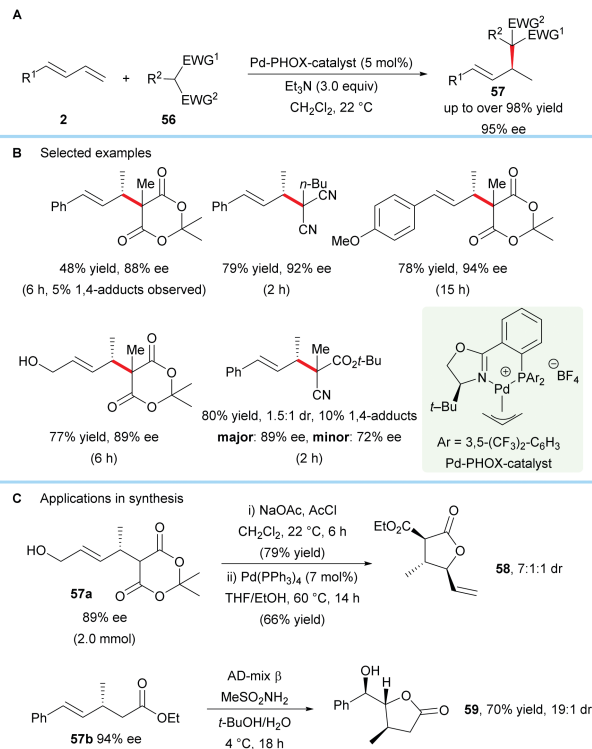 A
R1
2
+
R2
EWG1
EWG2
56
Pd-PHOX-catalyst (5 mol%)
Et3N (3.0 equiv)
CH2Cl2, 22 °C
R1
R2
EWG2
EWG1
57
up to over 98% yield
95% ee
B Selected examples
Ph
Me
O
O
O
O
48% yield, 88% ee
(6 h, 5% 1,4-adducts observed)
Ph
n-Bu
CN
CN
79% yield, 92% ee
(2 h)
MeO
Me
O
O
O
O
78% yield, 94% ee
(15 h)
HO
Me
O
O
O
O
77% yield, 89% ee
(6 h)
Ph
Me
CO2tBu
CN
80% yield, 1.5:1 dr, 10% 1,4-adducts
major: 89% ee, minor: 72% ee
(2 h)
O
N
+
PAr2
Pd
t-Bu
⊖
BF4
Ar = 3,5-(CF3)2-C6H3
Pd-PHOX-catalyst
C Applications in synthesis
HO
O
O
O
O
57a
89% ee
(2.0 mmol)
i) NaOAc, AcCl
CH2Cl2, 22 °C, 6 h
(79% yield)
ii) Pd(PPh3)4 (7 mol%)
THF/EtOH, 60 °C, 14 h
(66% yield)
EtO2C
O
O
58, 7:1:1 dr
Ph
O
OEt
57b 94% ee
AD-mix β
MeSO2NH2
t-BuOH/H2O
4 °C, 18 h
OH
H
Ph
O
O
59, 70% yield, 19:1 dr